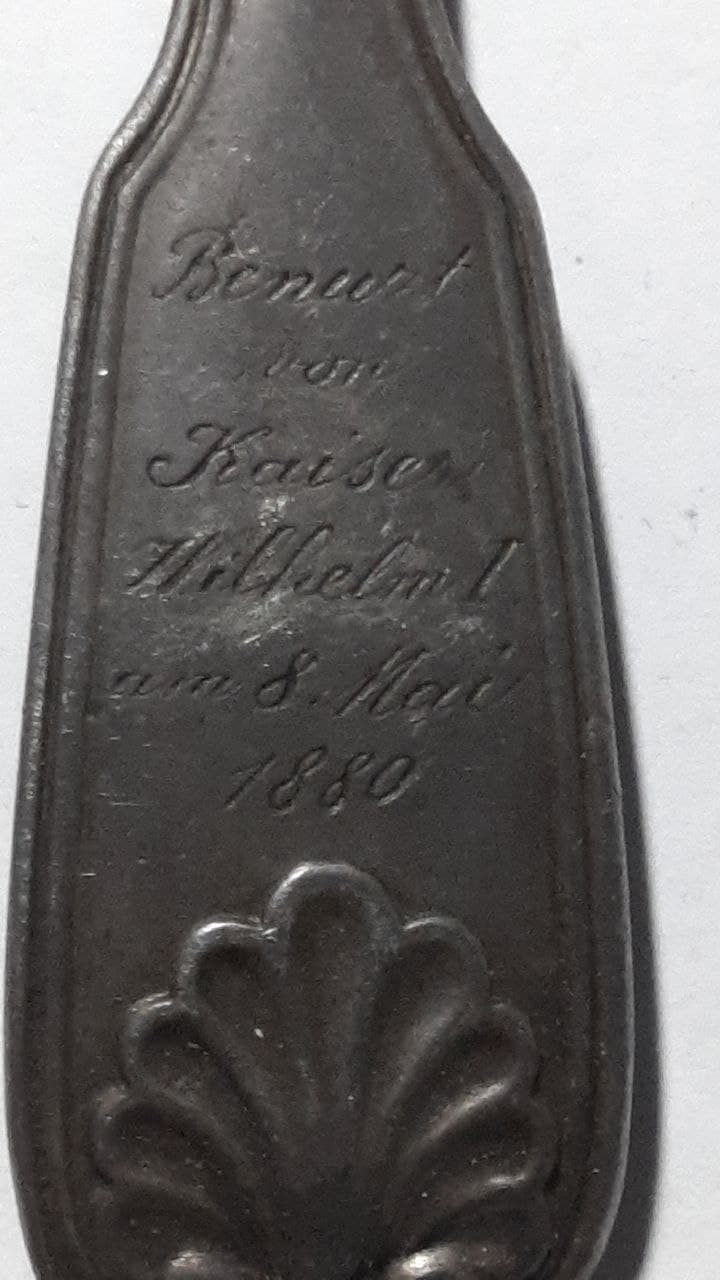 Benutzt
von
Kaiser
Wilhelm I
am 8. Mai
1880